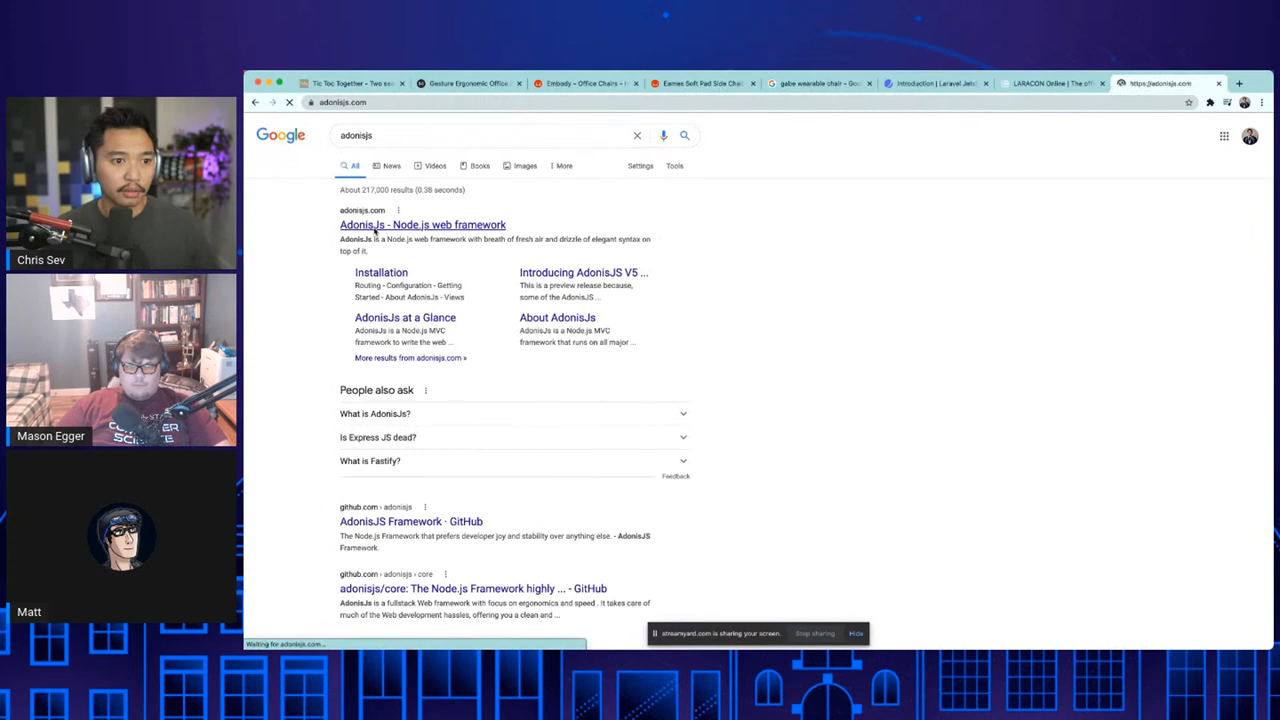 Tic Toc Together – Two sea
Gesture Ergonomic Office
Embody – Office Chairs –
Eames Soft Pad Side Chai
gabe wearable chair - Goo
Introduction | Laravel Jetst
LARACON Online | The offi
https://adonisjs.com
adonisjs.com
Google
adonisjs
All
News
Videos
Books
Images
More
Settings
Tools
About 217,000 results (0.38 seconds)
adonisjs.com
AdonisJs - Node.js web framework
AdonisJs is a Node.js web framework with breath of fresh air and drizzle of elegant syntax on
top of it.
Installation
Routing - Configuration - Getting
Started - About AdonisJs - Views
Introducing AdonisJS V5 ...
This is a preview release because,
some of the AdonisJS ...
AdonisJs at a Glance
AdonisJs is a Node.js MVC
framework to write the web ...
About AdonisJs
AdonisJs is a Node.js MVC
framework that runs on all major ...
More results from adonisjs.com »
People also ask
What is AdonisJs?
Is Express JS dead?
What is Fastify?
Feedback
github.com › adonisjs
AdonisJS Framework · GitHub
The Node.js Framework that prefers developer joy and stability over anything else. - AdonisJS
Framework.
github.com › adonisjs › core
adonisjs/core: The Node.js Framework highly ... - GitHub
AdonisJs is a fullstack Web framework with focus on ergonomics and speed . It takes care of
much of the Web development hassles, offering you a clean and ...
Waiting for adonisjs.com...
streamyard.com is sharing your screen.
Stop sharing
Hide
Chris Sev
Mason Egger
COMPUTER
SCIENCE
Matt